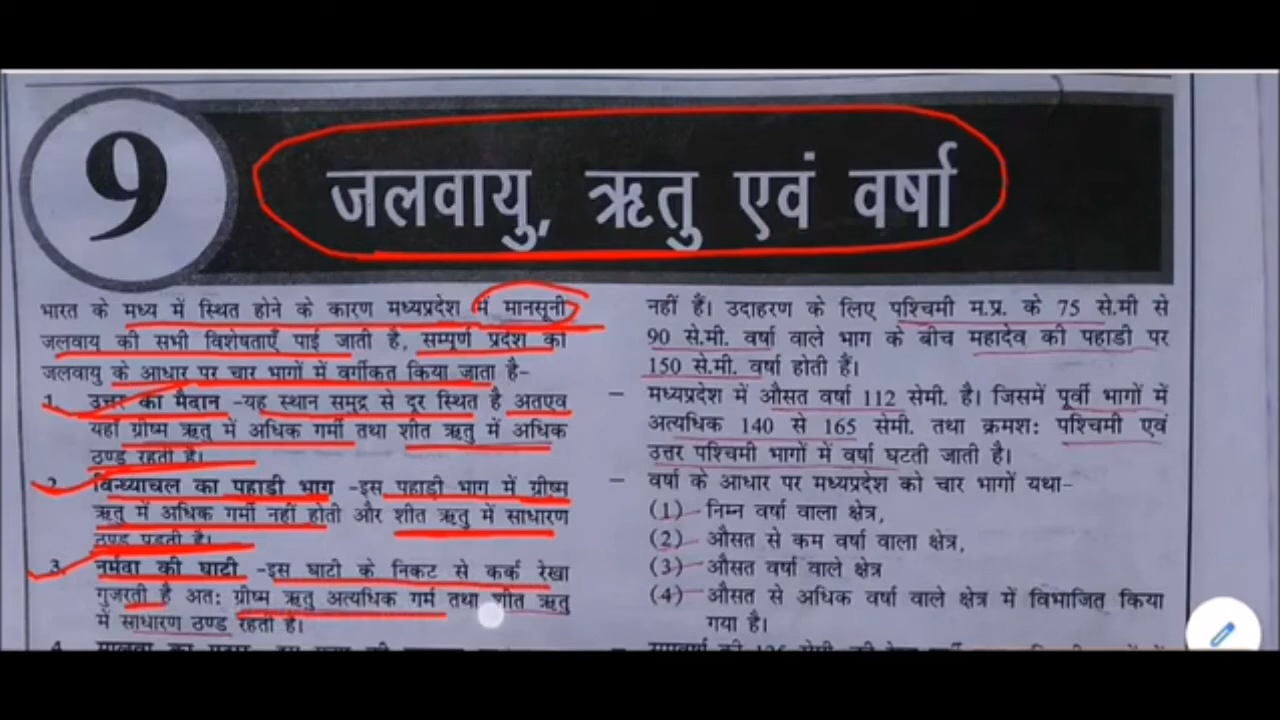 9
जलवायु, ऋतु एवं वर्षा
भारत के मध्य में स्थित होने के कारण मध्यप्रदेश में मानसूनी
जलवायु की सभी विशेषताएँ पाई जाती है, सम्पूर्ण प्रदेश को
जलवायु के आधार पर चार भागों में वर्गीकत किया जाता है-
1. उत्तर का मैदान -यह स्थान समुद्र से दूर स्थित है अतएव
यहाँ ग्रीष्म ऋतु में अधिक गर्मी तथा शीत ऋतु में अधिक
ठण्ड रहती है।
2. विन्ध्याचल का पहाडी भाग -इस पहाडी भाग में ग्रीष्म
ऋतु में अधिक गर्मी नहीं होती और शीत ऋतु में साधारण
ठण्ड पडती है।
3. नर्मदा की घाटी -इस घाटी के निकट से कर्क रेखा
गुजरती है अत: ग्रीष्म ऋतु अत्यधिक गर्म तथा शीत ऋतु
में साधारण ठण्ड रहती है।
नहीं हैं। उदाहरण के लिए पश्चिमी म.प्र. के 75 से.मी से
90 से.मी. वर्षा वाले भाग के बीच महादेव की पहाडी पर
150 से.मी. वर्षा होती हैं।
– मध्यप्रदेश में औसत वर्षा 112 सेमी. है। जिसमें पूर्वी भागों में
अत्यधिक 140 से 165 सेमी. तथा क्रमश: पश्चिमी एवं
उत्तर पश्चिमी भागों में वर्षा घटती जाती है।
– वर्षा के आधार पर मध्यप्रदेश को चार भागों यथा-
(1) निम्न वर्षा वाला क्षेत्र,
(2) औसत से कम वर्षा वाला क्षेत्र,
(3) औसत वर्षा वाले क्षेत्र
(4) औसत से अधिक वर्षा वाले क्षेत्र में विभाजित किया
गया है।